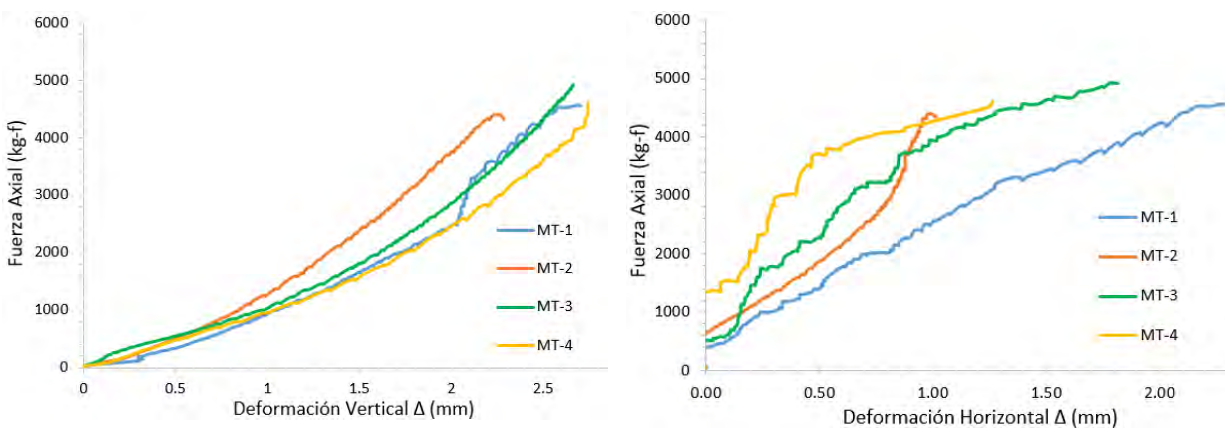 6000
5000
4000
3000
2000
1000
0
Fuerza Axial (kg-f)
MT-1
MT-2
MT-3
MT-4
0 0.5 1 1.5 2 2.5
Deformación Vertical Δ (mm)
6000
5000
4000
3000
2000
1000
0
Fuerza Axial (kg-f)
MT-1
MT-2
MT-3
MT-4
0.00 0.50 1.00 1.50 2.00
Deformación Horizontal Δ (mm)